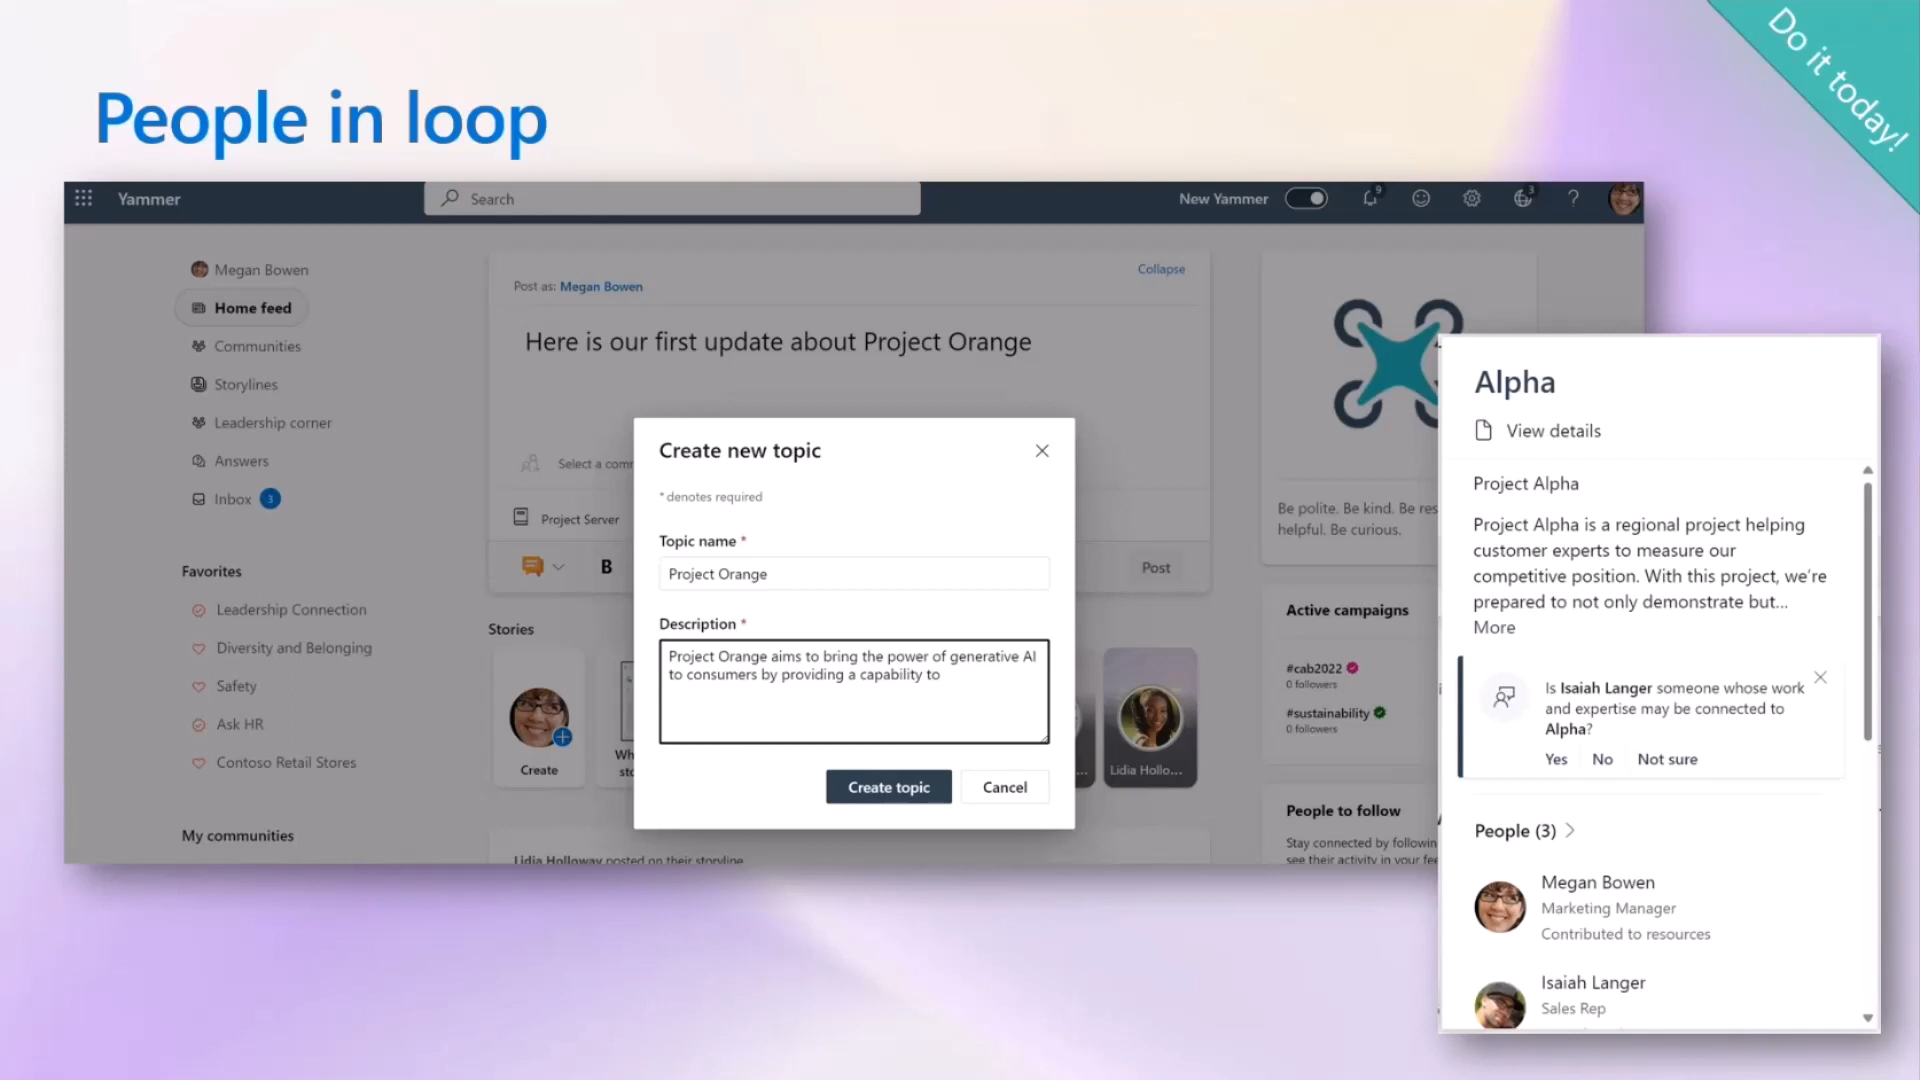 Do it today!
People in loop
Yammer
Search
New Yammer
9
3
?
Megan Bowen
Home feed
Communities
Storylines
Leadership corner
Answers
Inbox 3
Favorites
Leadership Connection
Diversity and Belonging
Safety
Ask HR
Contoso Retail Stores
My communities
Collapse
Post as: Megan Bowen
Here is our first update about Project Orange
Select a com
Project Server
B
Post
Stories
Create
Wh
sto
Lidia Hollo...
Lidia Holloway posted on their storyline
Create new topic
* denotes required
Topic name *
Project Orange
Description *
Project Orange aims to bring the power of generative AI
to consumers by providing a capability to
Create topic
Cancel
Be polite. Be kind. Be res
helpful. Be curious.
Active campaigns
#cab2022
0 followers
#sustainability
0 followers
People to follow
Stay connected by followin
see their activity in your fee
Alpha
View details
Project Alpha
Project Alpha is a regional project helping
customer experts to measure our
competitive position. With this project, we're
prepared to not only demonstrate but...
More
Is Isaiah Langer someone whose work
and expertise may be connected to
Alpha?
Yes No Not sure
People (3)
Megan Bowen
Marketing Manager
Contributed to resources
Isaiah Langer
Sales Rep